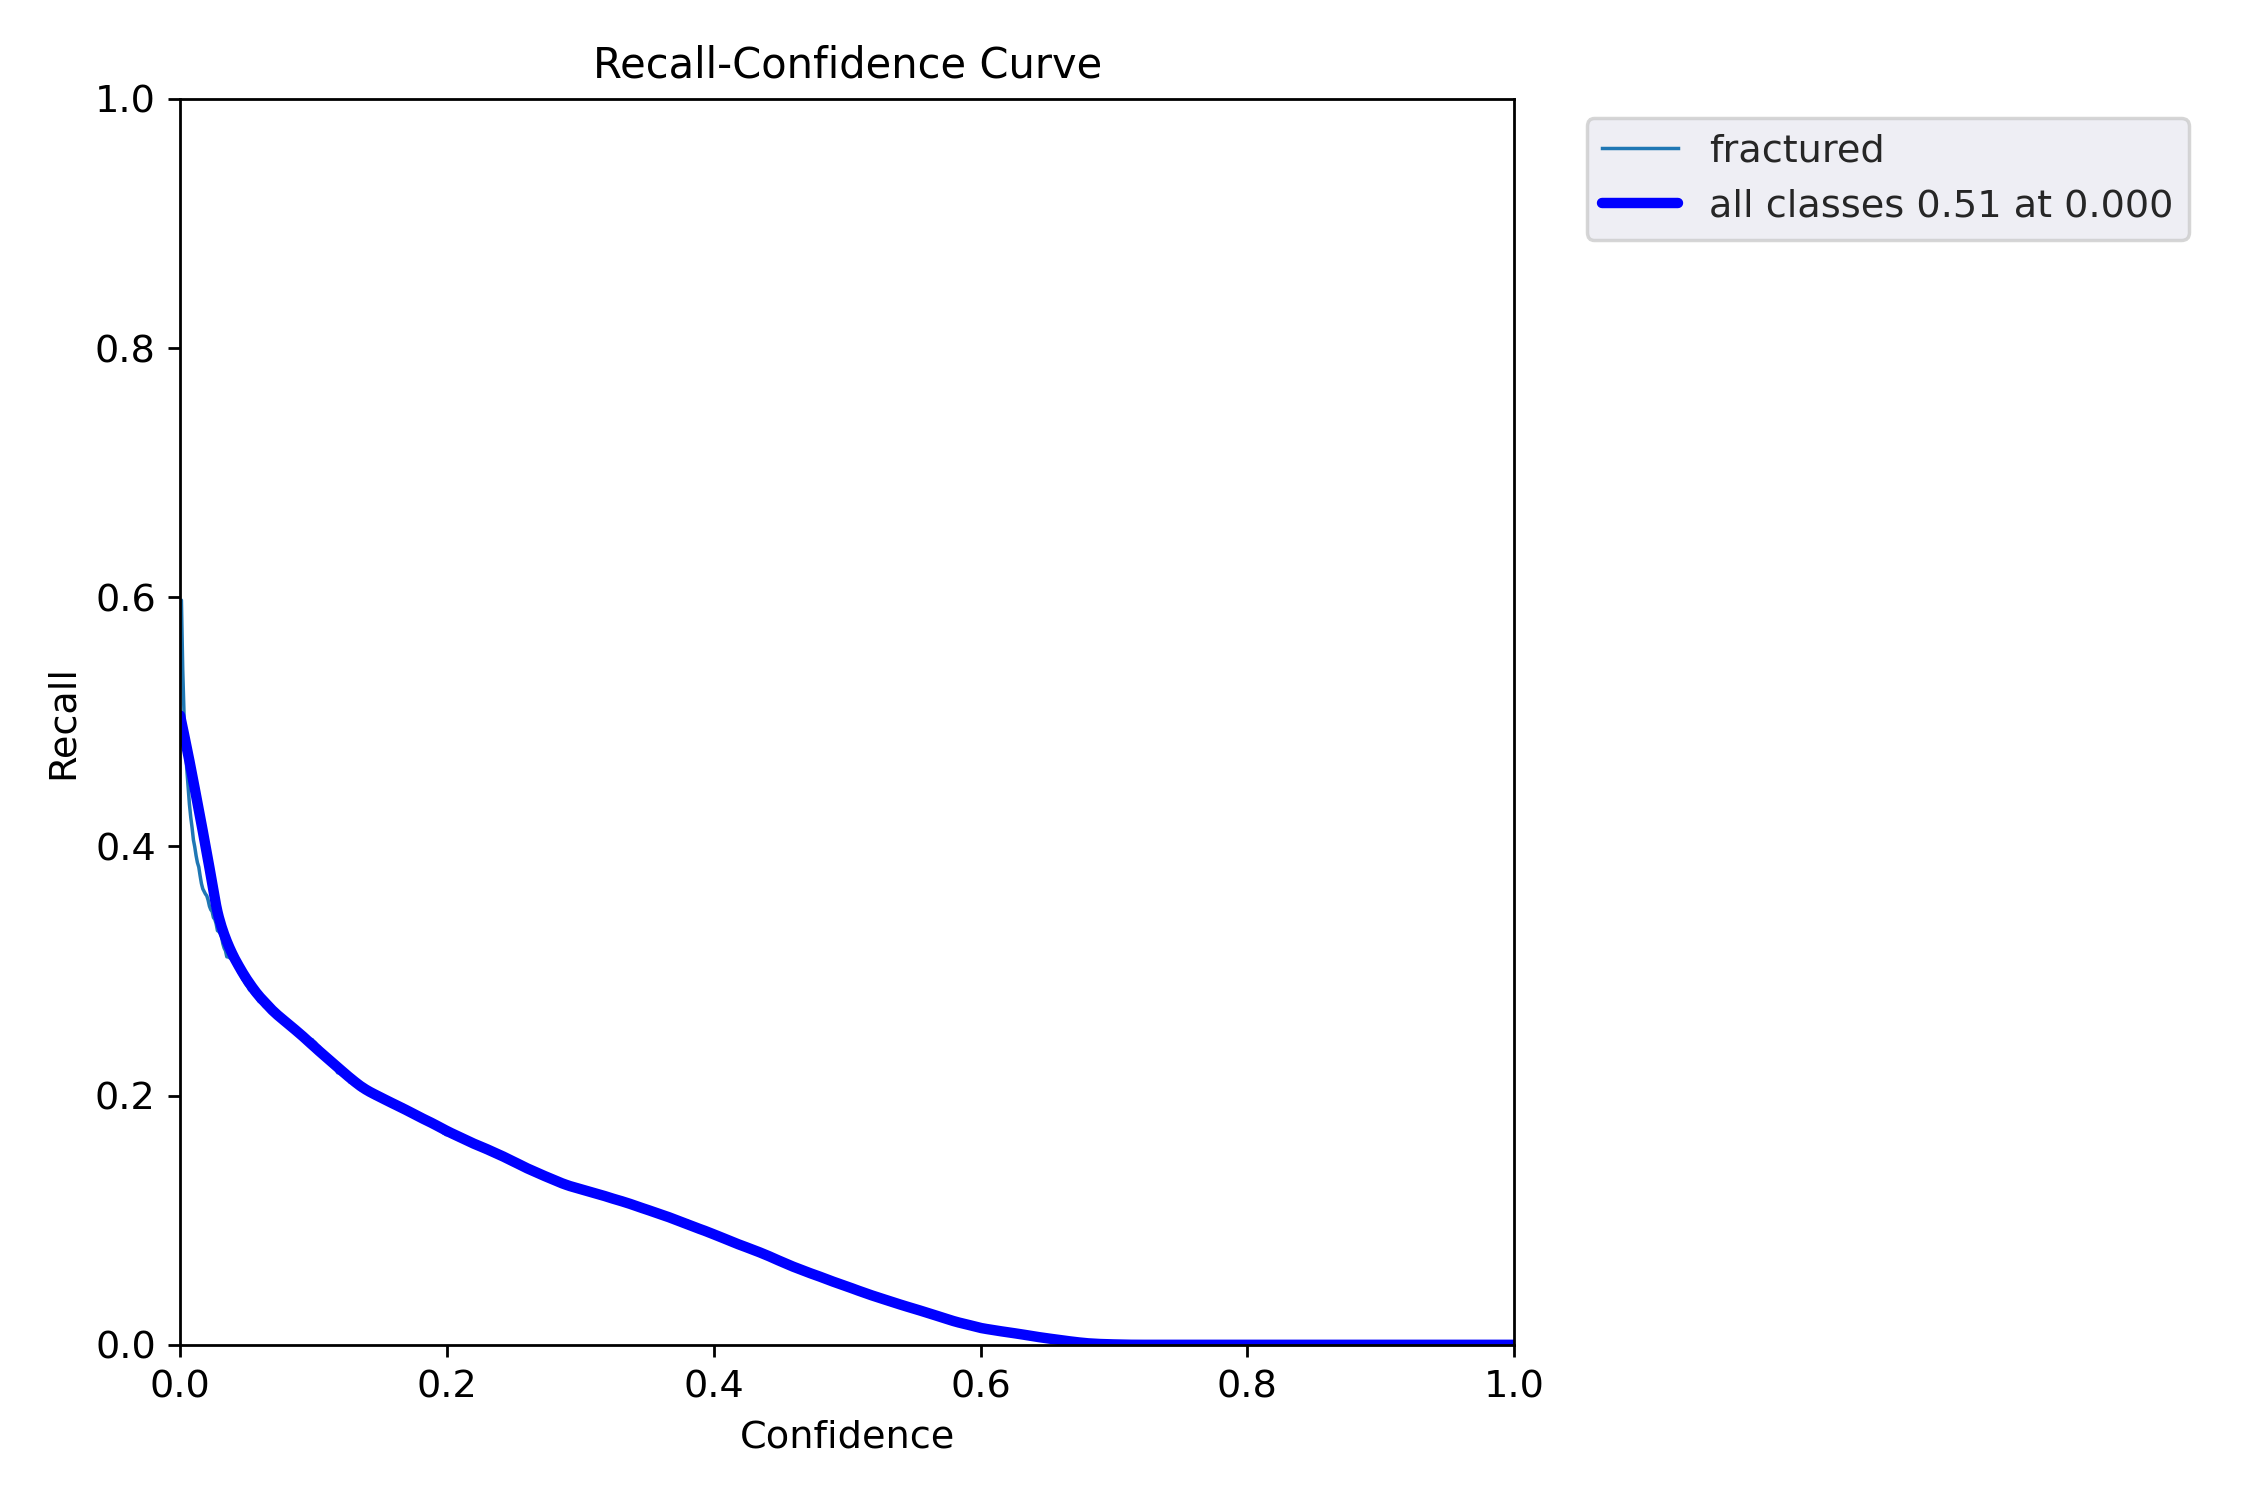 Recall-Confidence Curve
1.0
0.8
0.6
0.4
0.2
0.0
Recall
0.0 0.2 0.4 0.6 0.8 1.0
Confidence
fractured
all classes 0.51 at 0.000